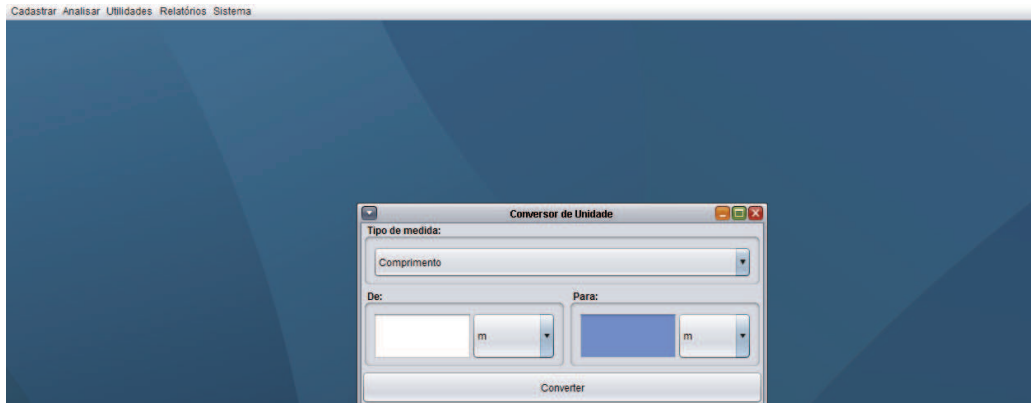 Cadastrar Analisar Utilidades Relatórios Sistema
Conversor de Unidade
Tipo de medida:
Comprimento
De: Para:
m m
Converter